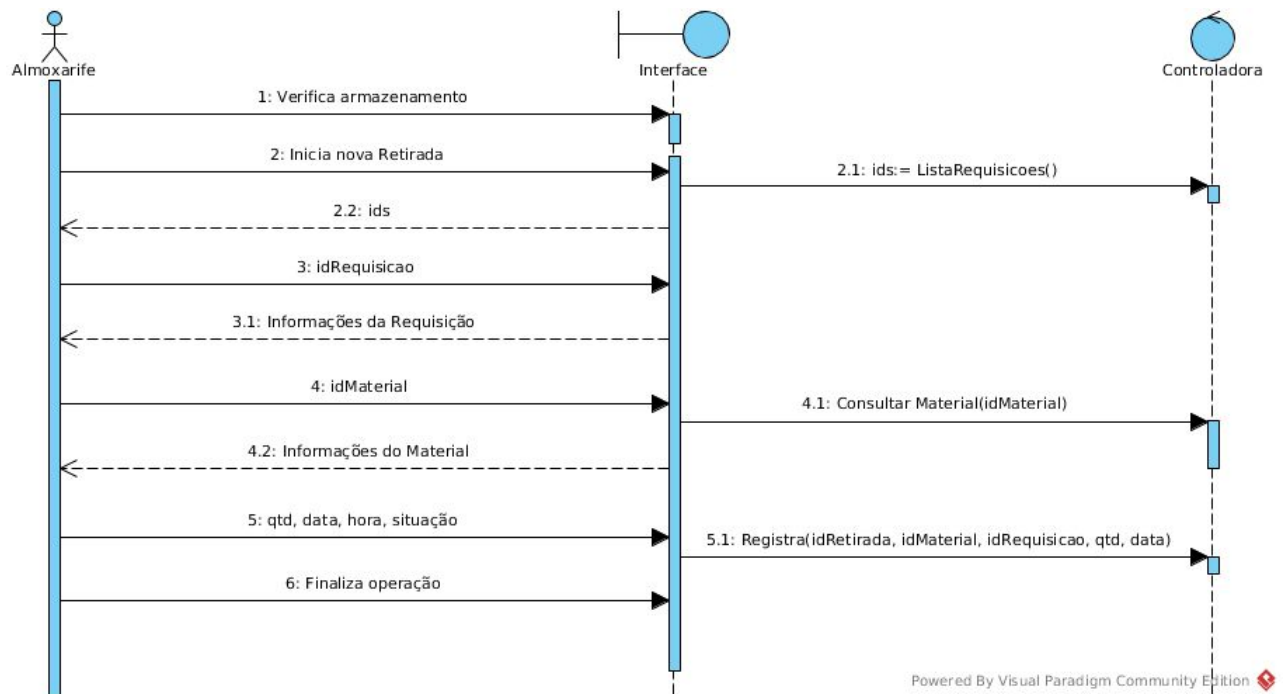 Almoxarife
Interface
Controladora
1: Verifica armazenamento
2: Inicia nova Retirada
2.1: ids:= ListaRequisicoes()
2.2: ids
3: idRequisicao
3.1: Informações da Requisição
4: idMaterial
4.1: Consultar Material(idMaterial)
4.2: Informações do Material
5: qtd, data, hora, situação
5.1: Registra(idRetirada, idMaterial, idRequisicao, qtd, data)
6: Finaliza operação
Powered By Visual Paradigm Community Edition